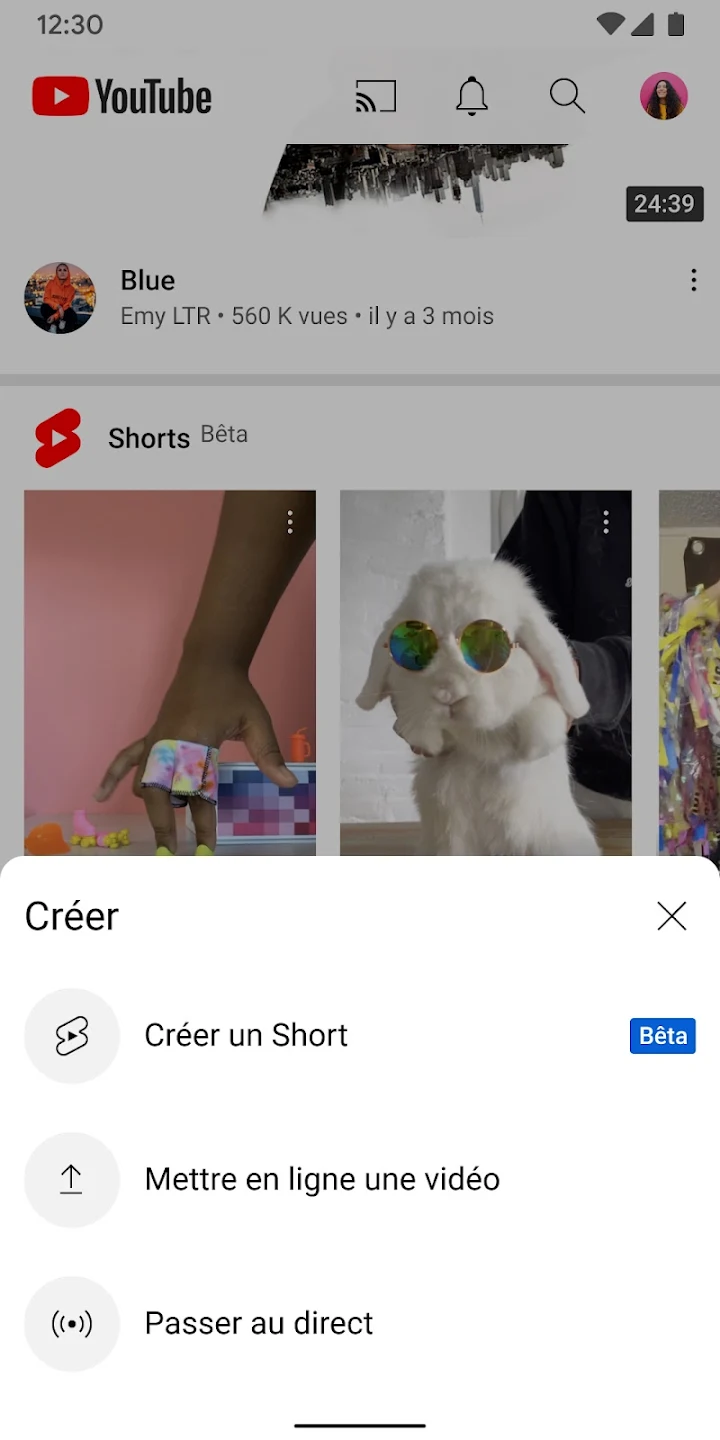 12:30
YouTube
24:39
Blue
Emy LTR • 560 K vues • il y a 3 mois
Shorts Bêta
Créer
Créer un Short Bêta
Mettre en ligne une vidéo
Passer au direct